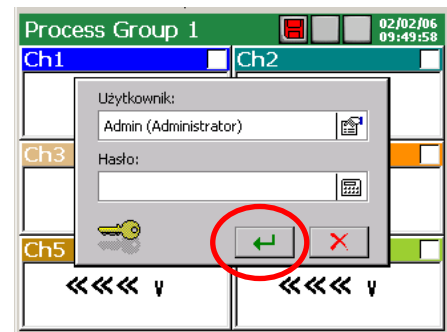 Process Group 1
02/02/06
09:49:58
Ch1
Ch2
Użytkownik:
Admin (Administrator)
Ch3
Hasło:
Ch5
««« V
««« V